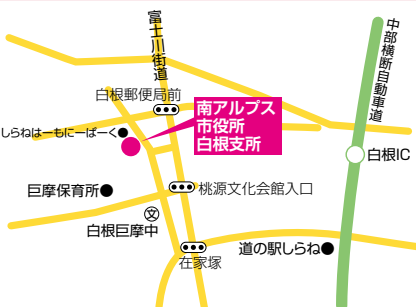 富士川街道
中部横断自動車道
白根郵便局前
南アルプス
市役所
白根支所
しらねはーもにーぱーく
白根IC
巨摩保育所
桃源文化会館入口
文
白根巨摩中
道の駅しらね
在家塚